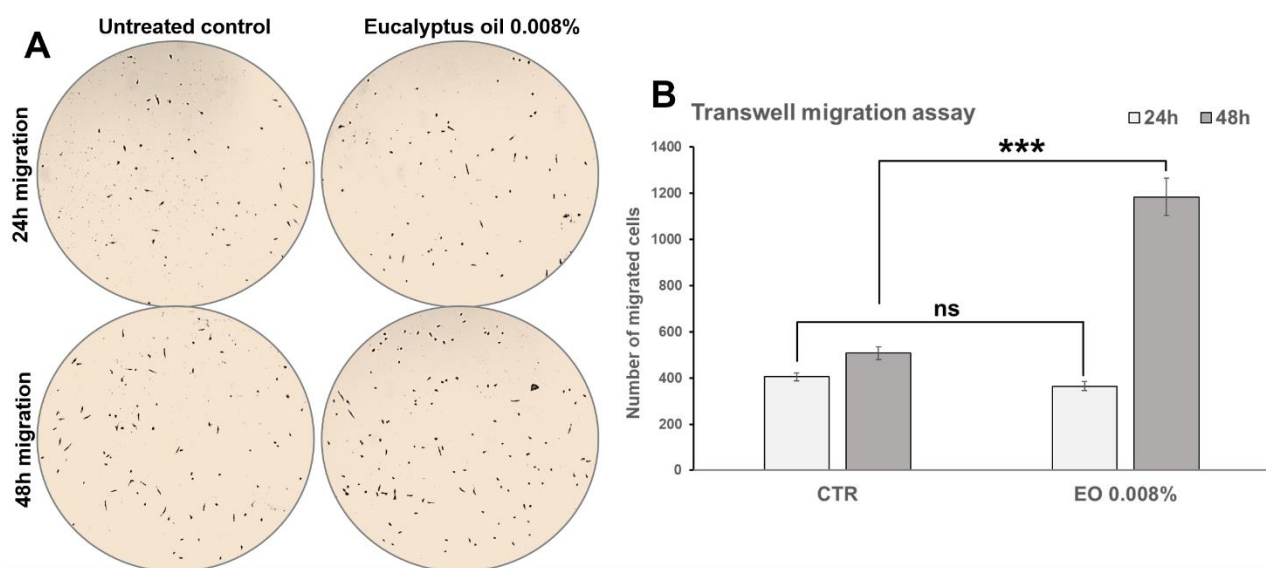 A
Untreated control
Eucalyptus oil 0.008%
24h migration
48h migration
B
Transwell migration assay
24h
48h
Number of migrated cells
1400
1200
1000
800
600
400
200
0
***
ns
CTR
EO 0.008%